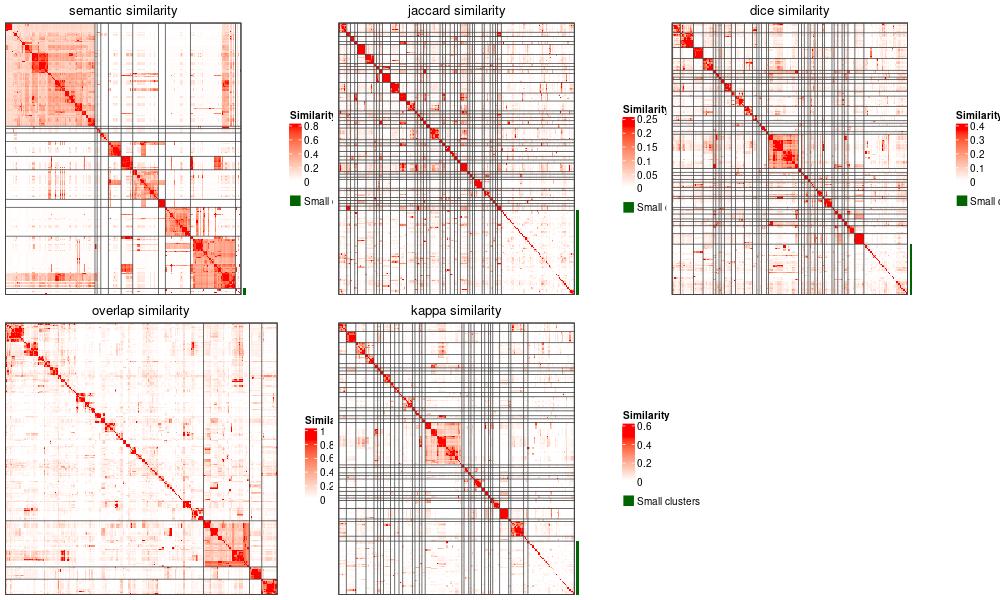 semantic similarity
Similarity
0.8
0.6
0.4
0.2
0
Small
jaccard similarity
Similarity
0.25
0.2
0.15
0.1
0.05
0
Small
dice similarity
Similari
0.4
0.3
0.2
0.1
0
Small c
overlap similarity
Simila
1
0.8
0.6
0.4
0.2
0
kappa similarity
Similarity
0.6
0.4
0.2
0
Small clusters